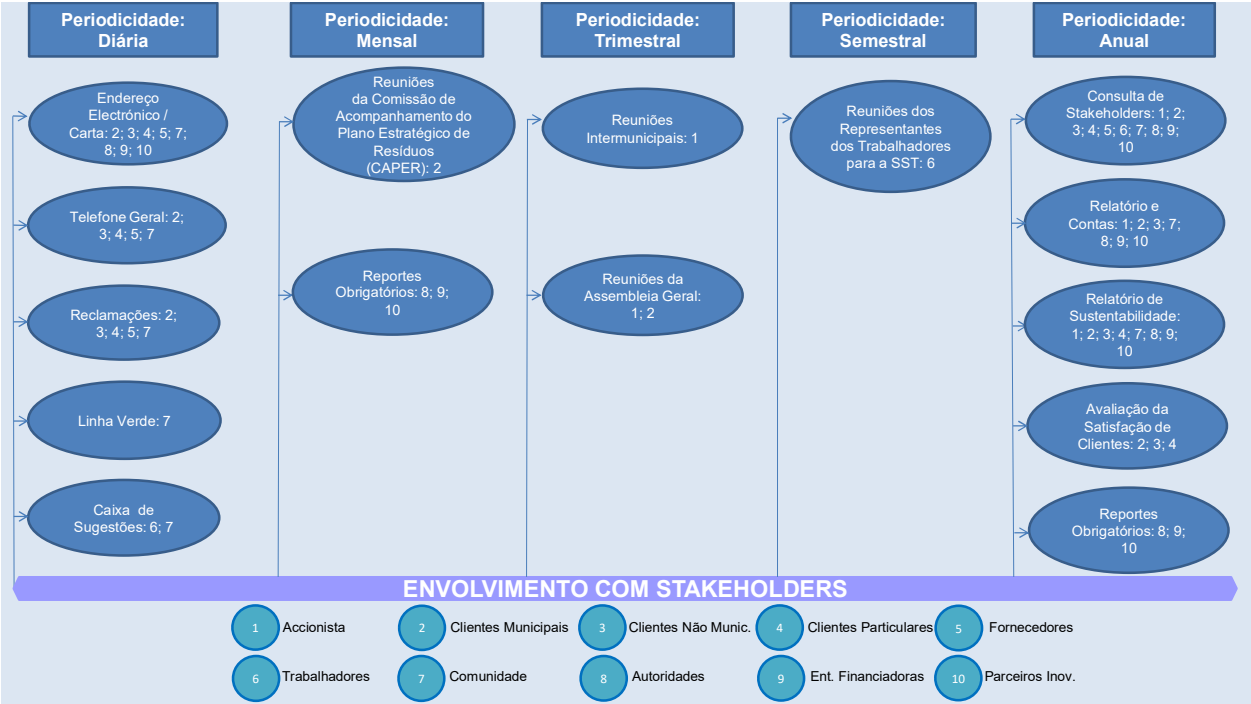 Periodicidade:
Diária
Periodicidade:
Mensal
Periodicidade:
Trimestral
Periodicidade:
Semestral
Periodicidade:
Anual
Endereço
Electrónico /
Carta: 2; 3; 4; 5; 7;
8; 9; 10
Telefone Geral: 2;
3; 4; 5; 7
Reclamações: 2;
3; 4; 5; 7
Linha Verde: 7
Caixa de
Sugestões: 6; 7
Reuniões
da Comissão de
Acompanhamento do
Plano Estratégico de
Resíduos
(CAPER): 2
Reportes
Obrigatórios: 8; 9;
10
Reuniões
Intermunicipais: 1
Reuniões da
Assembleia Geral:
1; 2
Reuniões dos
Representantes
dos Trabalhadores
para a SST: 6
Consulta de
Stakeholders: 1; 2;
3; 4; 5; 6; 7; 8; 9;
10
Relatório e
Contas: 1; 2; 3; 7;
8; 9; 10
Relatório de
Sustentabilidade:
1; 2; 3; 4; 7; 8; 9;
10
Avaliação da
Satisfação de
Clientes: 2; 3; 4
Reportes
Obrigatórios: 8; 9;
10
ENVOLVIMENTO COM STAKEHOLDERS
1 Accionista
2 Clientes Municipais
3 Clientes Não Munic.
4 Clientes Particulares
5 Fornecedores
6 Trabalhadores
7 Comunidade
8 Autoridades
9 Ent. Financiadoras
10 Parceiros Inov.